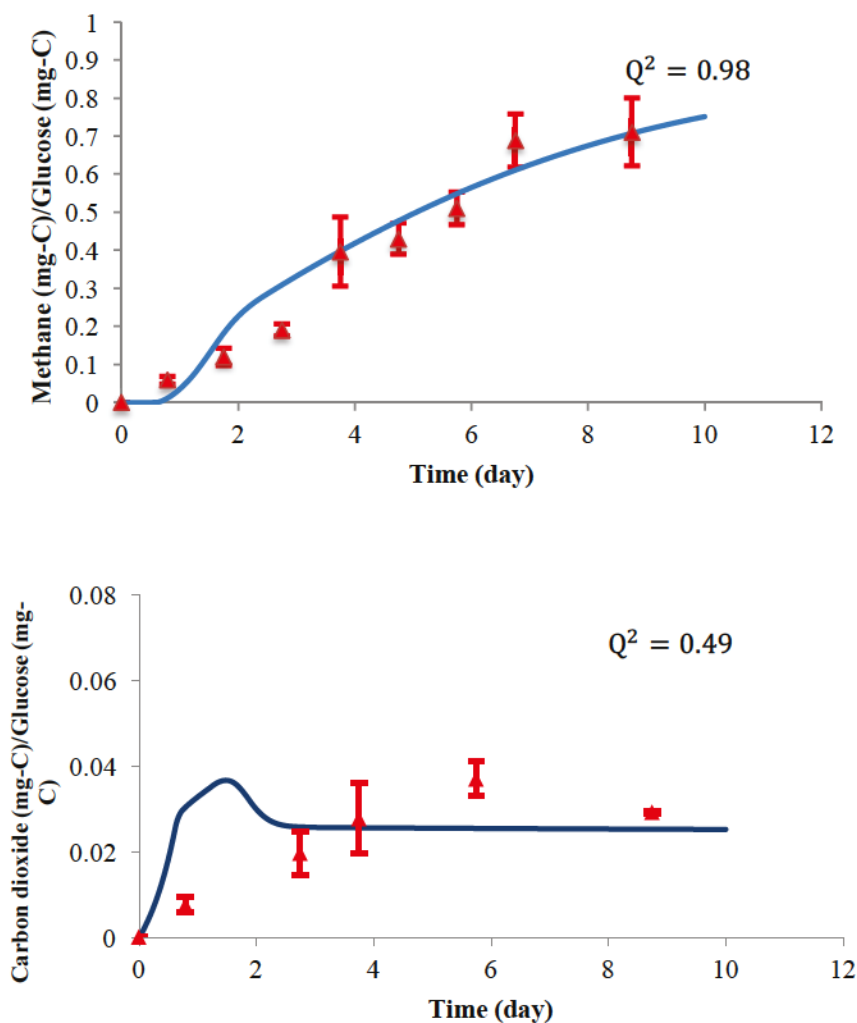 Methane (mg-C)/Glucose (mg-C)
1
0.9
0.8
0.7
0.6
0.5
0.4
0.3
0.2
0.1
0
Q² = 0.98
0 2 4 6 8 10 12
Time (day)
Carbon dioxide (mg-C)/Glucose (mg-
C)
0.08
0.06
0.04
0.02
0
Q² = 0.49
0 2 4 6 8 10 12
Time (day)